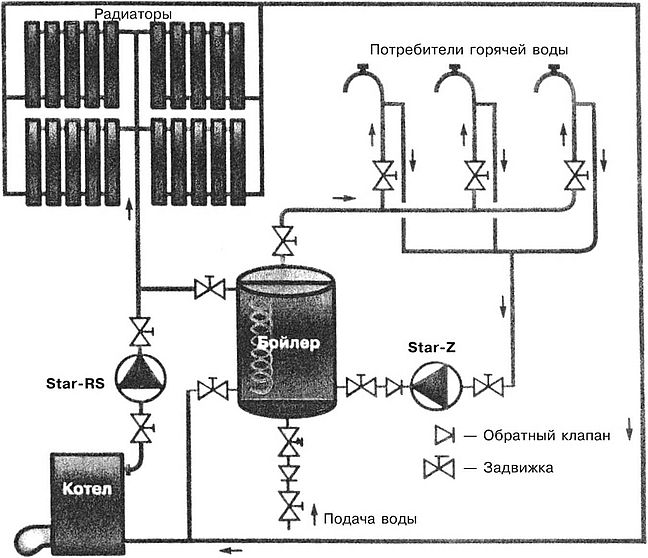 Радиаторы
Потребители горячей воды
Бойлер
Star-Z
Star-RS
— Обратный клапан
— Задвижка
Котел
Подача воды